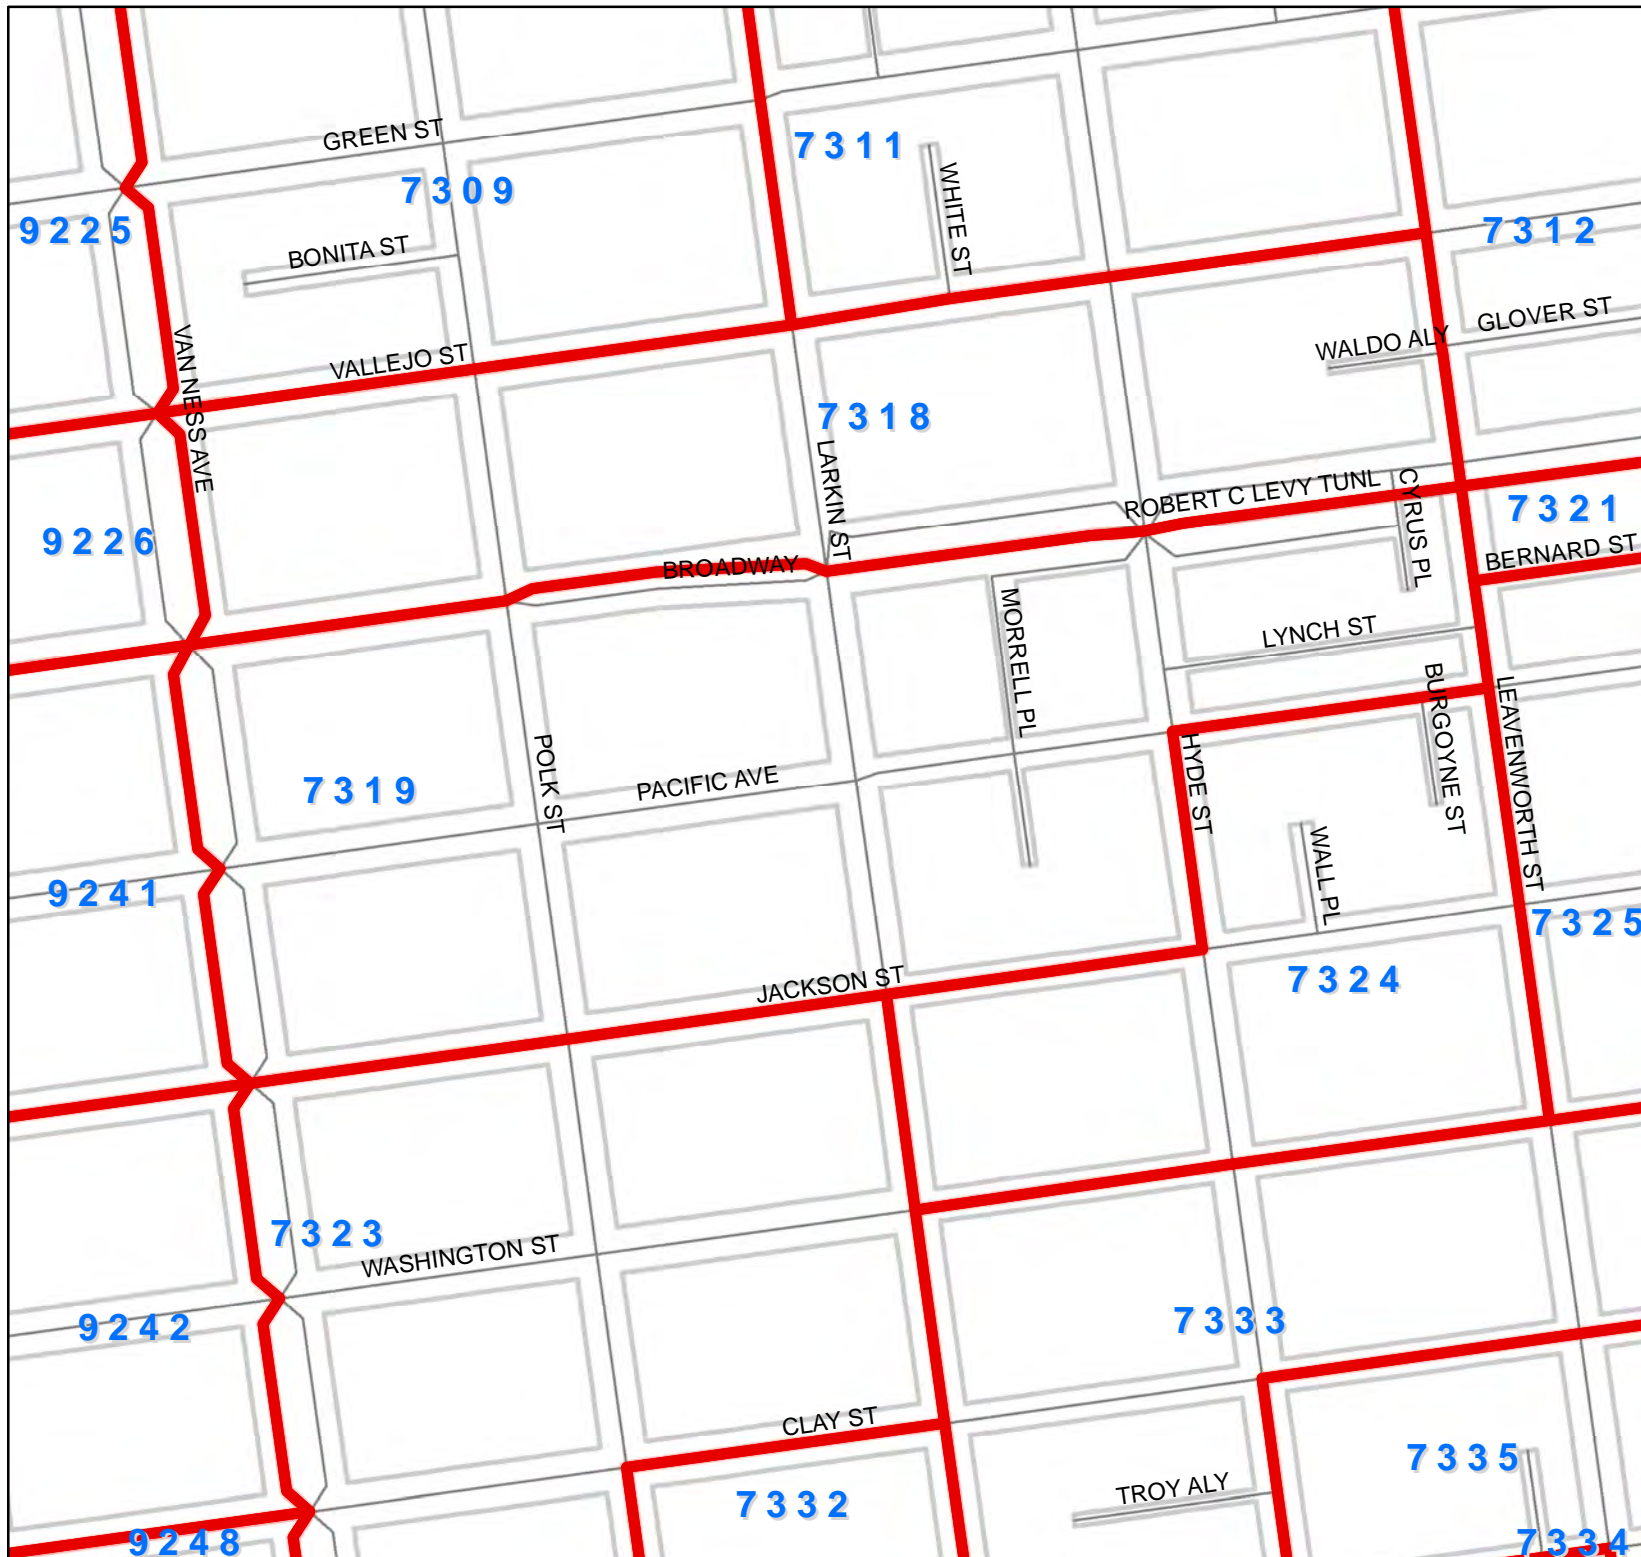 GREEN ST
7311
WHITE ST
7309
9225
7312
BONITA ST
GLOVER ST
WALDO ALY
VAN NESS AVE
VALLEJO ST
7318
LARKIN ST
ROBERT C LEVY TUNL
CYRUS PL
7321
9226
BERNARD ST
BROADWAY
MORRELL PL
LYNCH ST
BURGOYNE ST
LEAVENWORTH ST
POLK ST
HYDE ST
PACIFIC AVE
7319
WALL PL
9241
7325
JACKSON ST
7324
7323
WASHINGTON ST
9242
7333
CLAY ST
7335
TROY ALY
7332
9248
7334